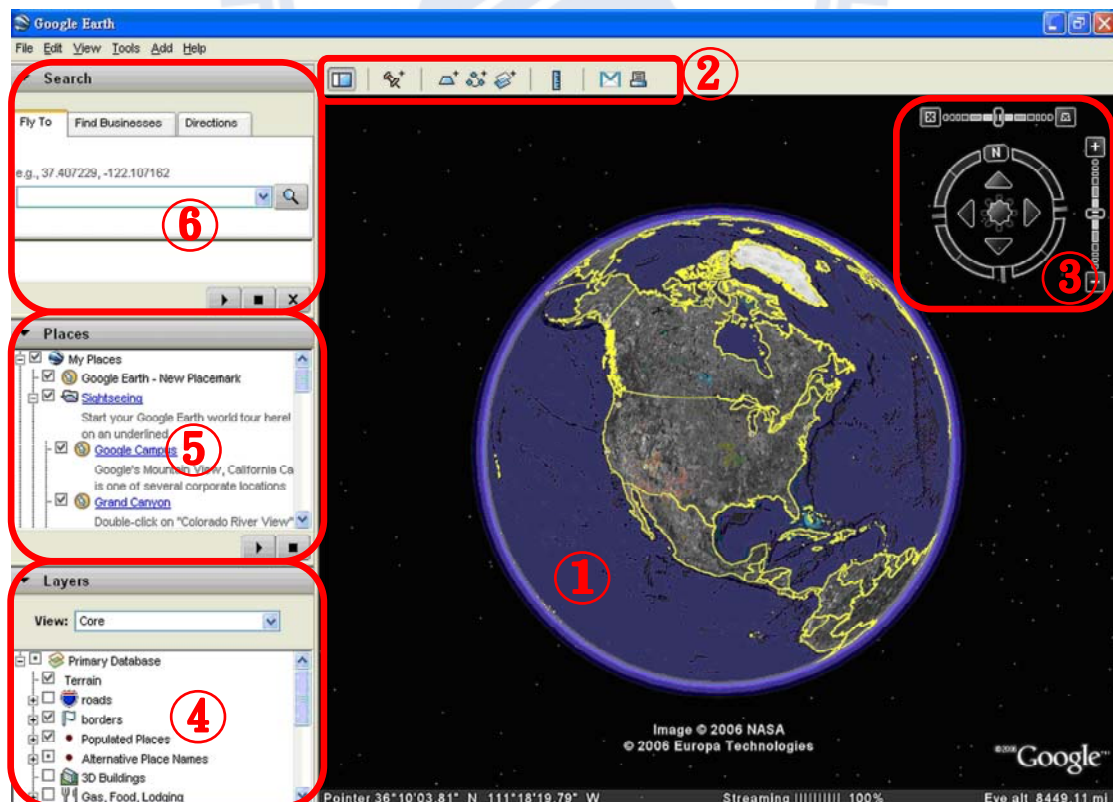 Google Earth
File Edit View Tools Add Help
Search
②
Fly To Find Businesses Directions
N
e.g., 37.407229, -122.107162
⑥
③
Places
My Places
Google Earth - New Placemark
Sightseeing
Start your Google Earth world tour here!
on an underlined
⑤
Google Campus
Google's Mountain View, California Ca
is one of several corporate locations
Grand Canyon
Double-click on "Colorado River View"
①
Layers
View: Core
Primary Database
Terrain
roads
④
borders
Populated Places
Alternative Place Names
3D Buildings
Gas, Food, Lodging
Image © 2006 NASA
© 2006 Europa Technologies
©2006 Google™
Pointer 36°10'03.81" N 111°18'19.79" W Streaming |||||||||| 100% Eye alt 8449.11 mi